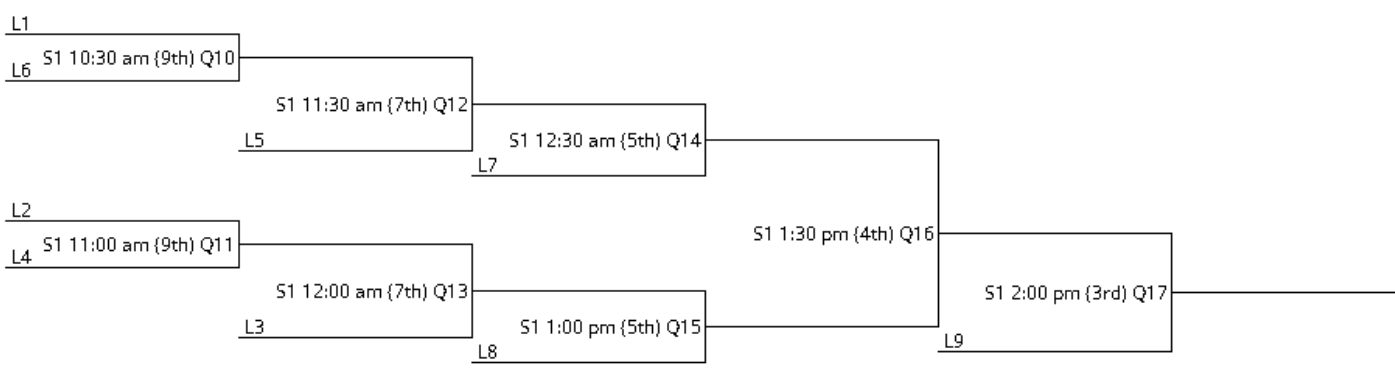 L1
S1 10:30 am (9th) Q10
L6
S1 11:30 am (7th) Q12
L5
S1 12:30 am (5th) Q14
L7
L2
S1 11:00 am (9th) Q11
L4
S1 1:30 pm (4th) Q16
S1 12:00 am (7th) Q13
S1 2:00 pm (3rd) Q17
L3
S1 1:00 pm (5th) Q15
L8
L9